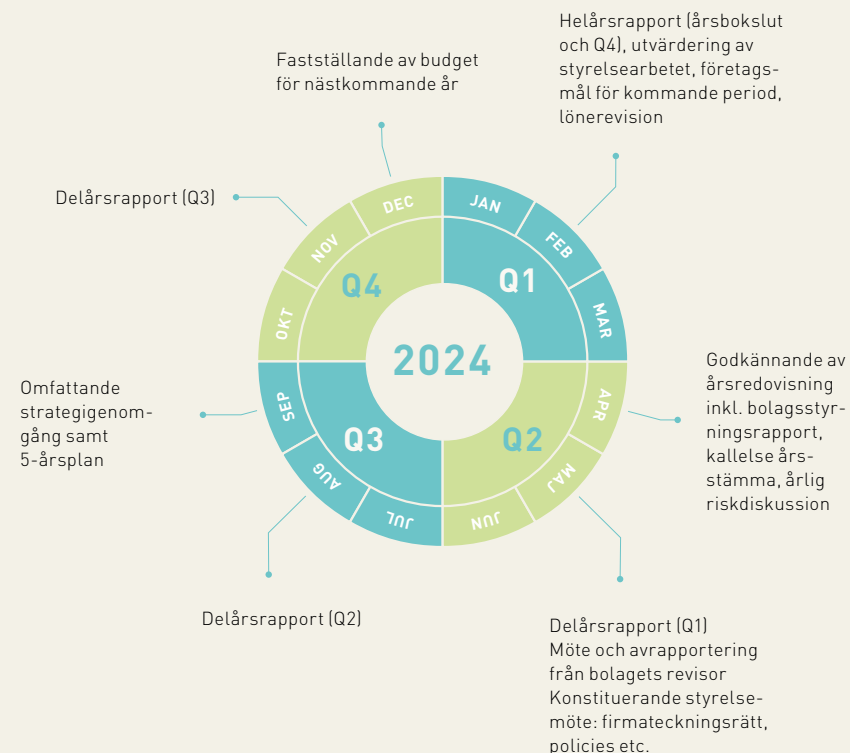 Helårsrapport (årsbokslut
och Q4), utvärdering av
styrelsearbetet, företags-
mål för kommande period,
lönerevision
Fastställande av budget
för nästkommande år
Delårsrapport (Q3)
DEC
JAN
NOV
FEB
Q4
Q1
OKT
MAR
2024
Godkännande av
årsredovisning
inkl. bolagsstyr-
ningsrapport,
kallelse års-
stämma, årlig
riskdiskussion
Omfattande
strategigenom-
gång samt
5-årsplan
SEP
APR
Q3
Q2
AUG
MAJ
JUL
JUN
Delårsrapport (Q2)
Delårsrapport (Q1)
Möte och avrapportering
från bolagets revisor
Konstituerande styrelse-
möte: firmateckningsrätt,
policies etc.